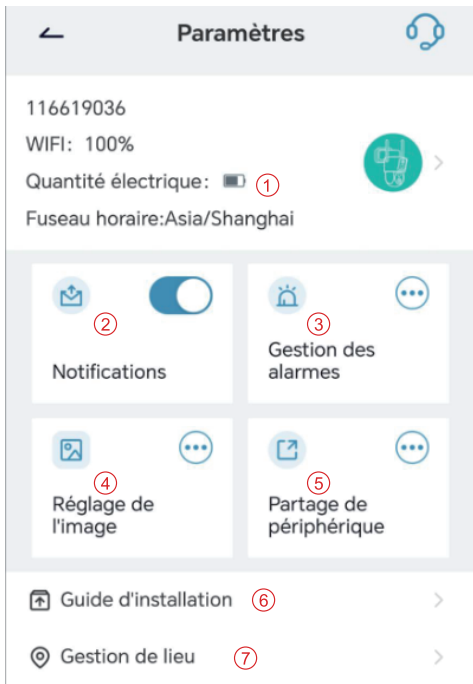 Paramètres
116619036
WIFI: 100%
Quantité électrique: ①
Fuseau horaire:Asia/Shanghai
②
Notifications
③
Gestion des
alarmes
④
Réglage de
l'image
⑤
Partage de
périphérique
Guide d'installation ⑥
Gestion de lieu ⑦